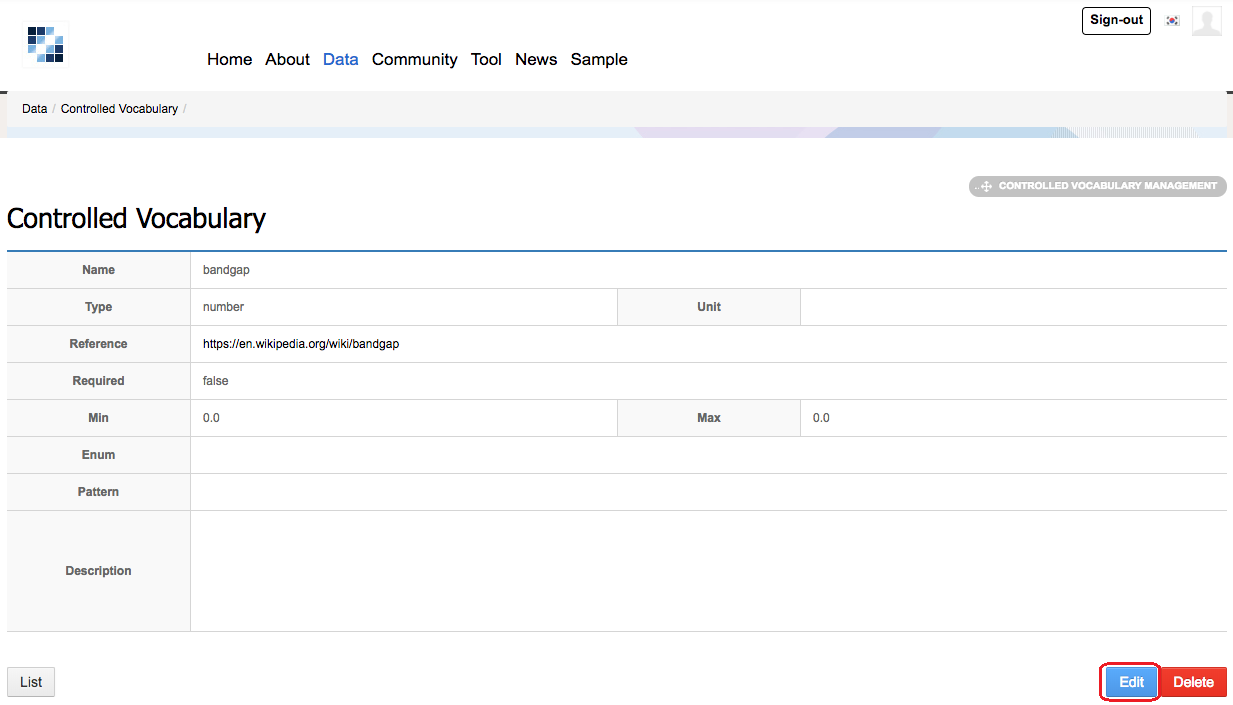 Sign-out
Home About Data Community Tool News Sample
Data / Controlled Vocabulary /
CONTROLLED VOCABULARY MANAGEMENT
Controlled Vocabulary
Name bandgap
Type number Unit
Reference https://en.wikipedia.org/wiki/bandgap
Required false
Min 0.0 Max 0.0
Enum
Pattern
Description
List Edit Delete